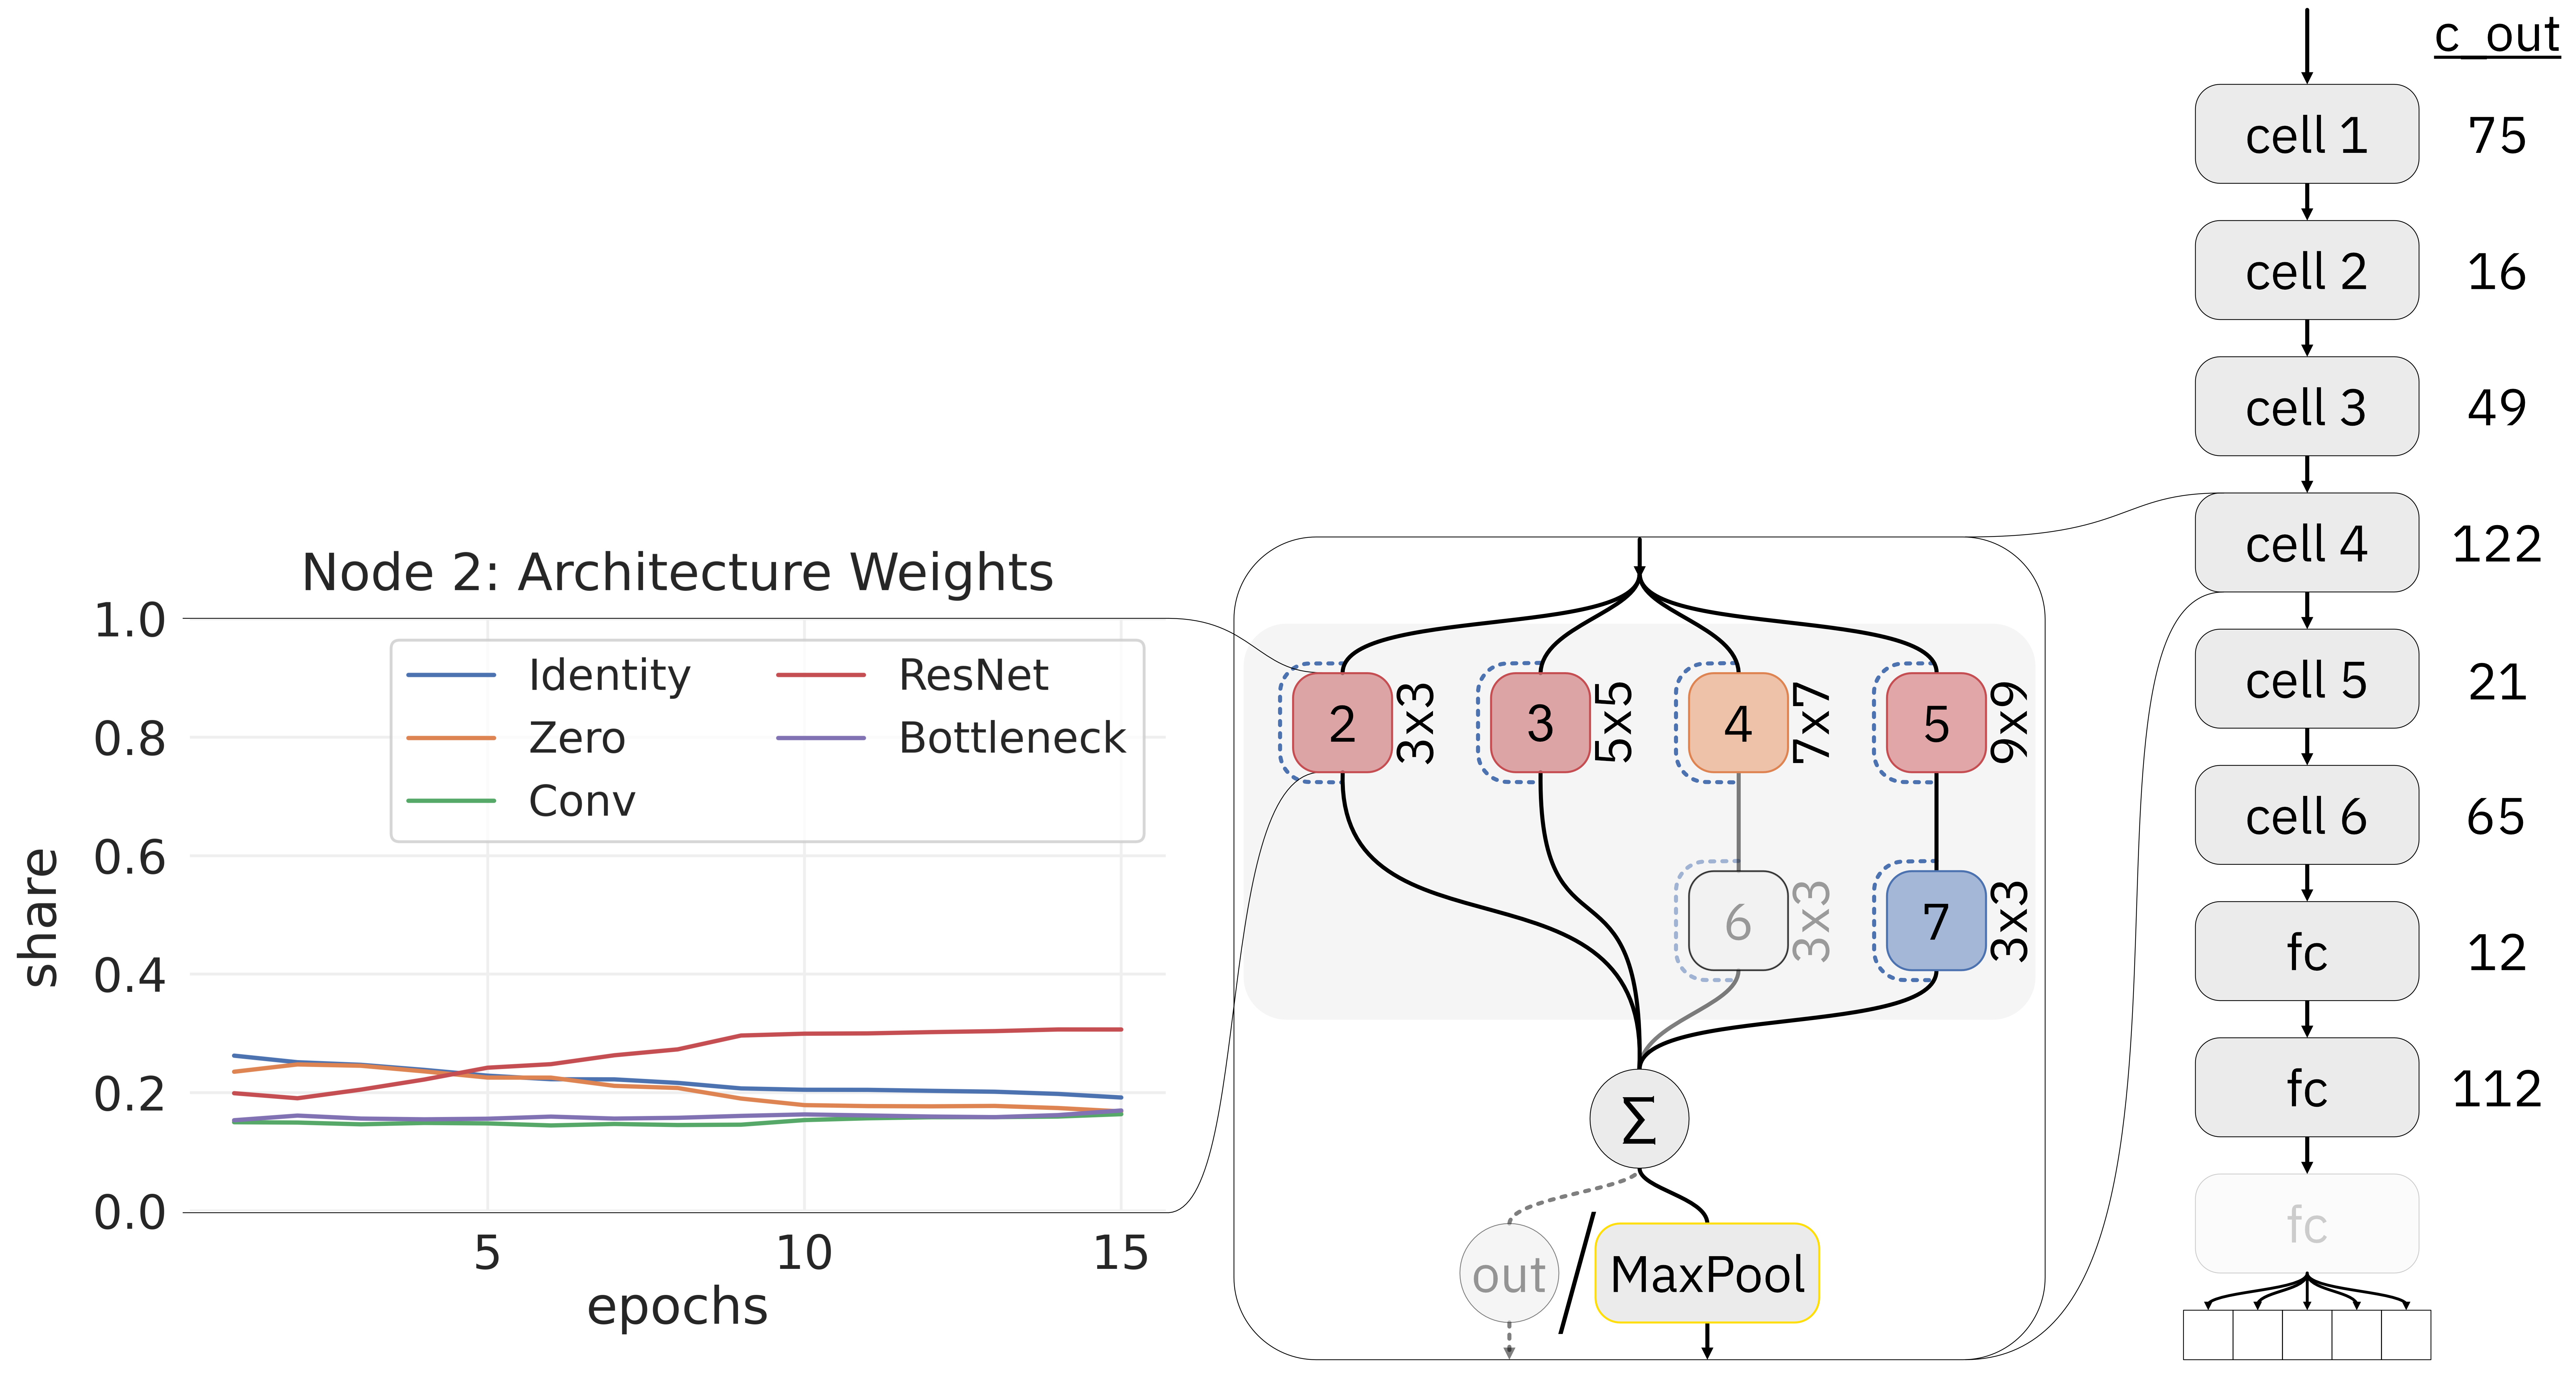 c_out
cell 1 75
cell 2 16
cell 3 49
cell 4 122
cell 5 21
cell 6 65
fc 12
fc 112
fc
Node 2: Architecture Weights
1.0
0.8
0.6
0.4
0.2
0.0
share
Identity
Zero
Conv
ResNet
Bottleneck
5 10 15
epochs
2 3x3
3 5x5
4 7x7
5 9x9
6 3x3
7 3x3
Σ
out / MaxPool